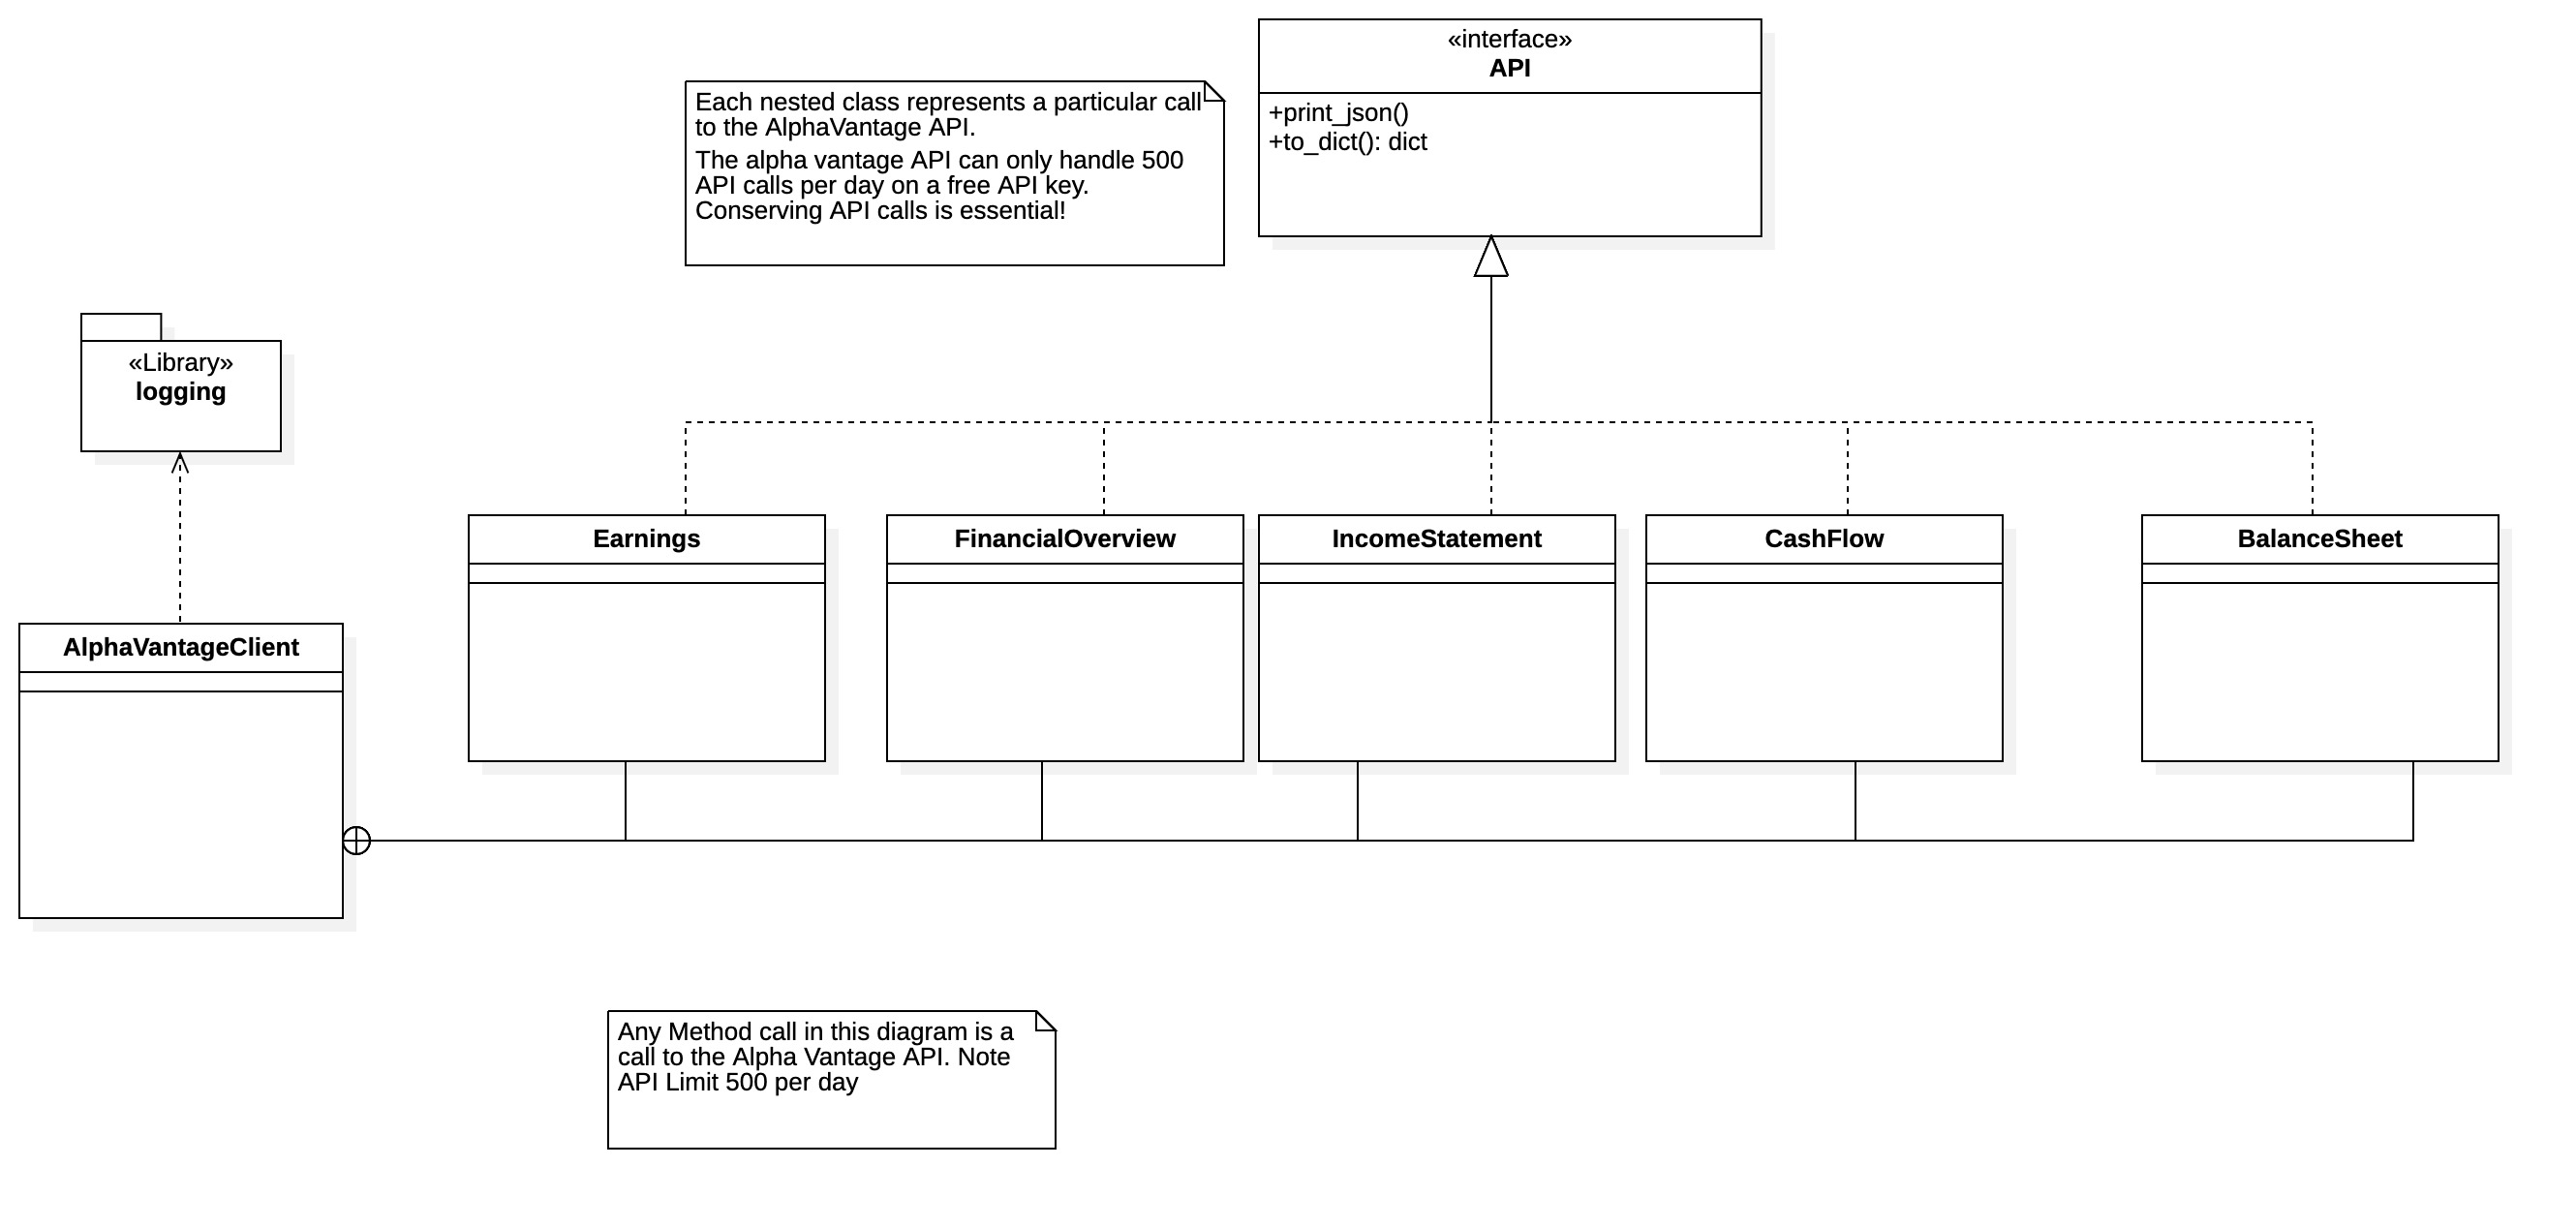 «interface»
API
+print_json()
+to_dict(): dict
Each nested class represents a particular call
to the AlphaVantage API.
The alpha vantage API can only handle 500
API calls per day on a free API key.
Conserving API calls is essential!
«Library»
logging
Earnings
FinancialOverview
IncomeStatement
CashFlow
BalanceSheet
AlphaVantageClient
Any Method call in this diagram is a
call to the Alpha Vantage API. Note
API Limit 500 per day